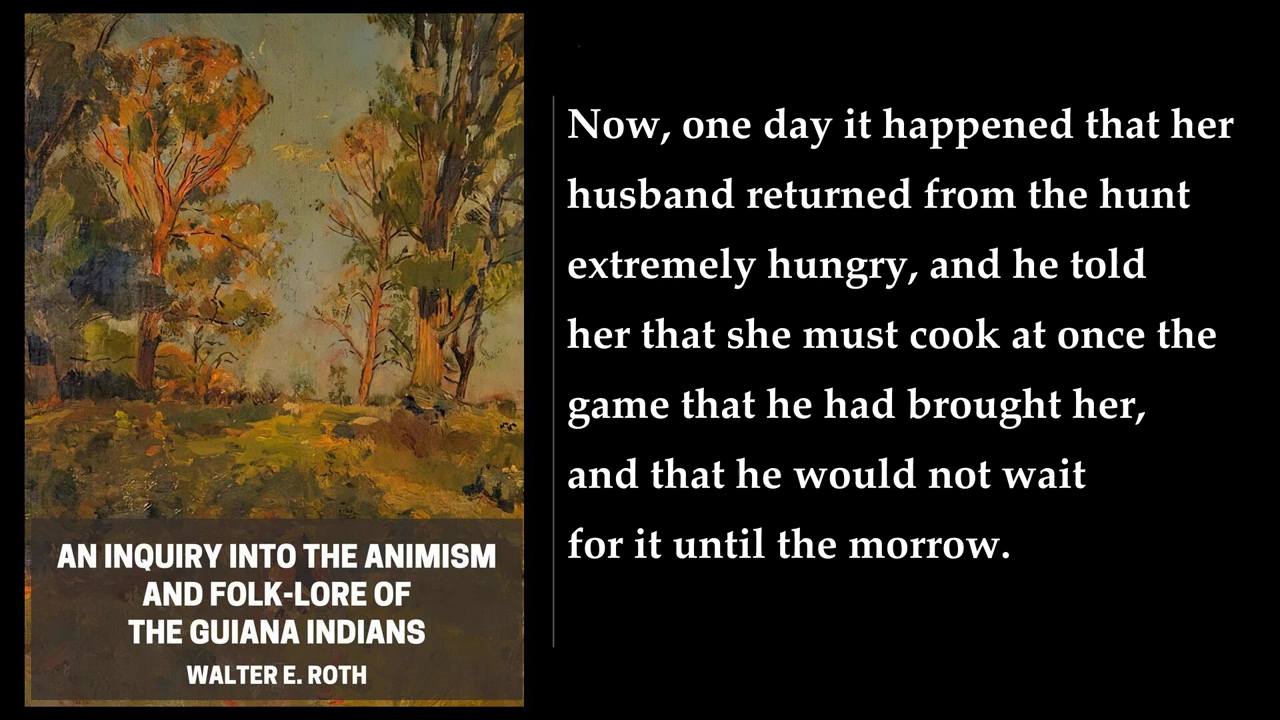 AN INQUIRY INTO THE ANIMISM
AND FOLK-LORE OF
THE GUIANA INDIANS
WALTER E. ROTH
Now, one day it happened that her
husband returned from the hunt
extremely hungry, and he told
her that she must cook at once the
game that he had brought her,
and that he would not wait
for it until the morrow.